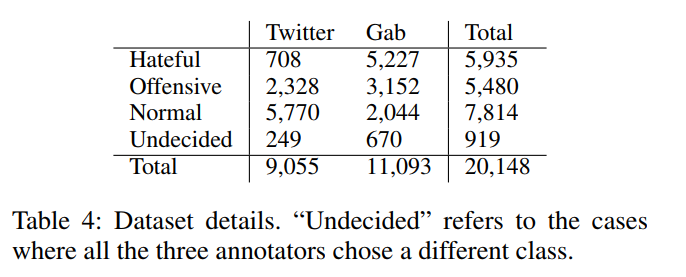 Twitter Gab Total
Hateful 708 5,227 5,935
Offensive 2,328 3,152 5,480
Normal 5,770 2,044 7,814
Undecided 249 670 919
Total 9,055 11,093 20,148
Table 4: Dataset details. “Undecided” refers to the cases
where all the three annotators chose a different class.